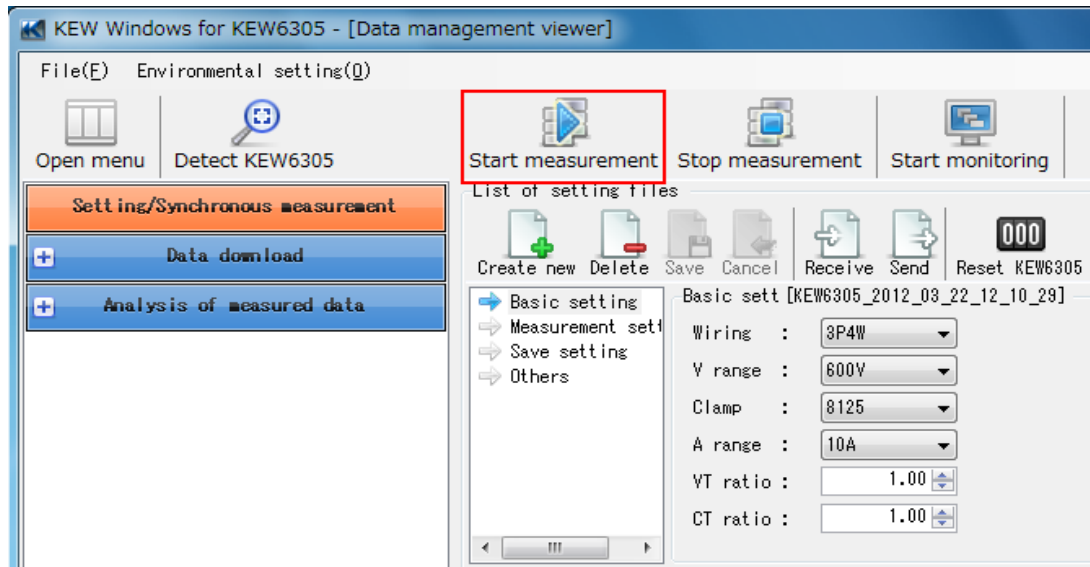 KEW Windows for KEW6305 - [Data management viewer]
File(F) Environmental setting(O)
Open menu
Detect KEW6305
Start measurement
Stop measurement
Start monitoring
Setting/Synchronous measurement
Data download
Analysis of measured data
List of setting files
Create new
Delete
Save
Cancel
Receive
Send
000
Reset KEW6305
Basic setting
Measurement sett
Save setting
Others
Basic sett [KEW6305_2012_03_22_12_10_29]
Wiring : 3P4W
V range : 600V
Clamp : 8125
A range : 10A
VT ratio : 1.00
CT ratio : 1.00